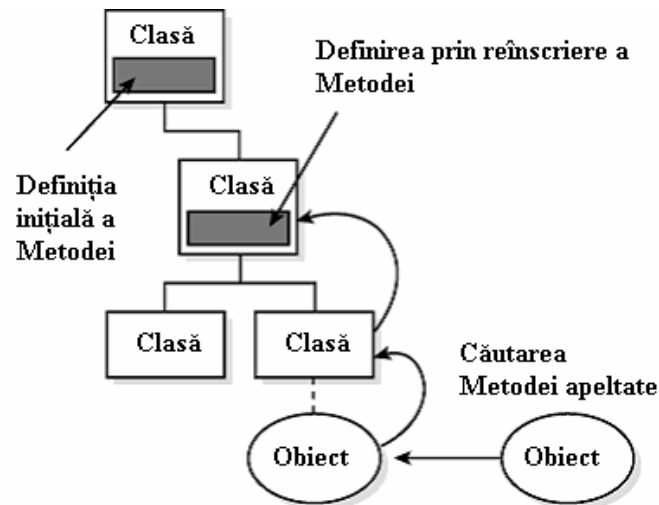 Clasă
Definirea prin reînscriere a
Metodei
Definiția
inițială a
Metodei
Clasă
Clasă
Clasă
Căutarea
Metodei apeltate
Obiect
Obiect